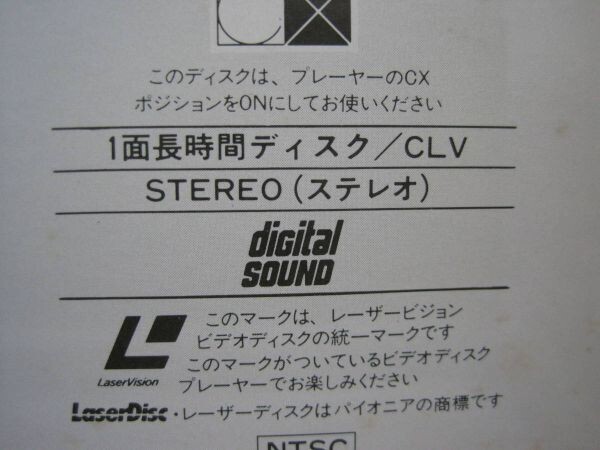 CX
このディスクは、プレーヤーのCX
ポジションをONにしてお使いください
1面長時間ディスク/CLV
STEREO(ステレオ)
digital
SOUND
このマークは、レーザービジョン
ビデオディスクの統一マークです
このマークがついているビデオディスク
プレーヤーでお楽しみください
LaserVision
LaserDisc・レーザーディスクはパイオニアの商標です
NTSC